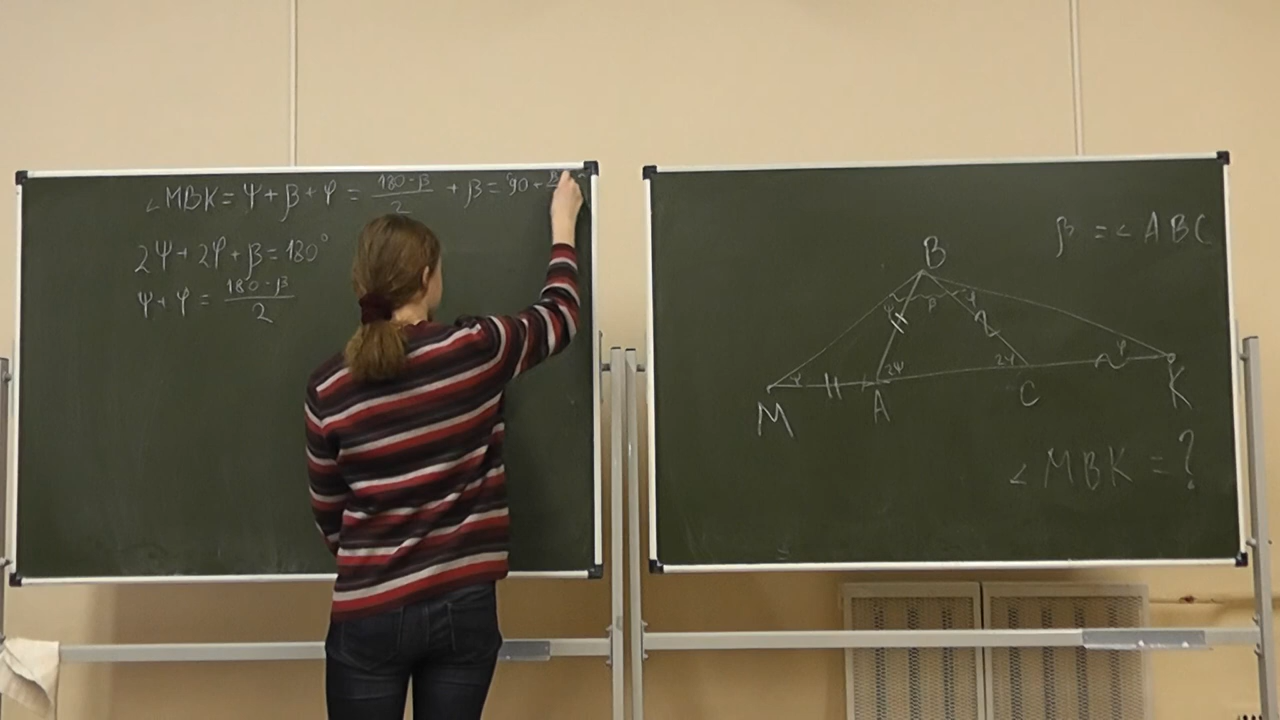 ∠MBK = ψ + β + φ = (180 - β)/2 + β = 90 + β
2ψ + 2φ + β = 180°
ψ + φ = (180 - β)/2
β = ∠ABC
B
ψ β φ
ψ 2ψ 2φ φ
M A C K
∠MBK = ?